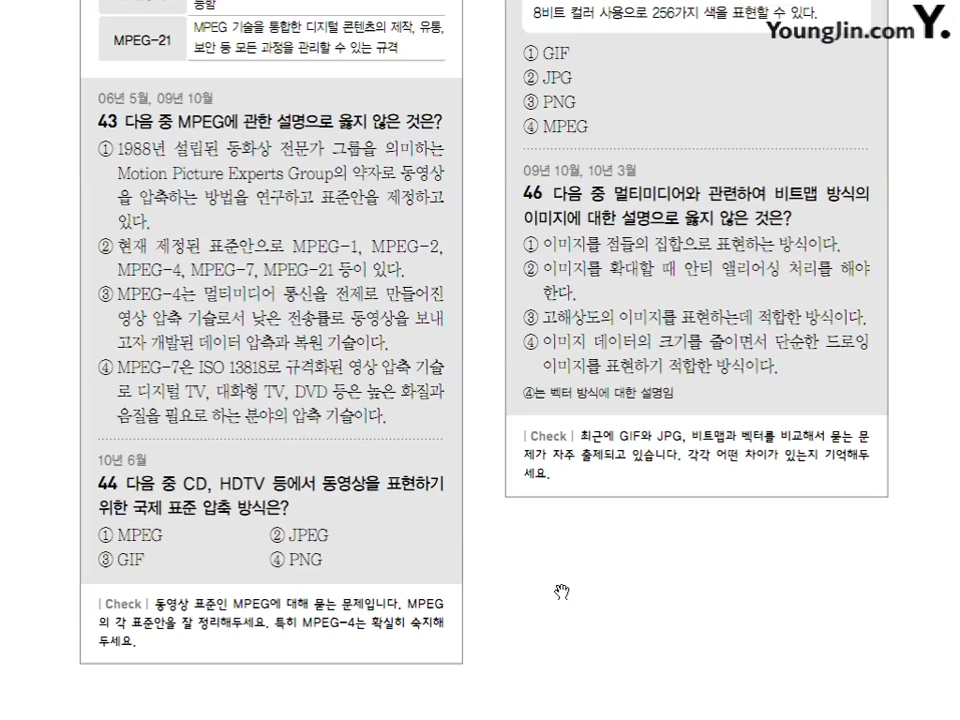 등함
MPEG-21
MPEG 기술을 통합한 디지털 콘텐츠의 제작, 유통,
보안 등 모든 과정을 관리할 수 있는 규격
06년 5월, 09년 10월
43 다음 중 MPEG에 관한 설명으로 옳지 않은 것은?
① 1988년 설립된 동화상 전문가 그룹을 의미하는
Motion Picture Experts Group의 약자로 동영상
을 압축하는 방법을 연구하고 표준안을 제정하고
있다.
② 현재 제정된 표준안으로 MPEG-1, MPEG-2,
MPEG-4, MPEG-7, MPEG-21 등이 있다.
③ MPEG-4는 멀티미디어 통신을 전제로 만들어진
영상 압축 기술로서 낮은 전송률로 동영상을 보내
고자 개발된 데이터 압축과 복원 기술이다.
④ MPEG-7은 ISO 13818로 규격화된 영상 압축 기술
로 디지털 TV, 대화형 TV, DVD 등은 높은 화질과
음질을 필요로 하는 분야의 압축 기술이다.
10년 6월
44 다음 중 CD, HDTV 등에서 동영상을 표현하기
위한 국제 표준 압축 방식은?
① MPEG ② JPEG
③ GIF ④ PNG
| Check | 동영상 표준인 MPEG에 대해 묻는 문제입니다. MPEG
의 각 표준안을 잘 정리해두세요. 특히 MPEG-4는 확실히 숙지해
두세요.
8비트 컬러 사용으로 256가지 색을 표현할 수 있다.
YoungJin.com Y.
① GIF
② JPG
③ PNG
④ MPEG
09년 10월, 10년 3월
46 다음 중 멀티미디어와 관련하여 비트맵 방식의
이미지에 대한 설명으로 옳지 않은 것은?
① 이미지를 점들의 집합으로 표현하는 방식이다.
② 이미지를 확대할 때 안티 앨리어싱 처리를 해야
한다.
③ 고해상도의 이미지를 표현하는데 적합한 방식이다.
④ 이미지 데이터의 크기를 줄이면서 단순한 드로잉
이미지를 표현하기 적합한 방식이다.
④는 벡터 방식에 대한 설명임
| Check | 최근에 GIF와 JPG, 비트맵과 벡터를 비교해서 묻는 문
제가 자주 출제되고 있습니다. 각각 어떤 차이가 있는지 기억해두
세요.